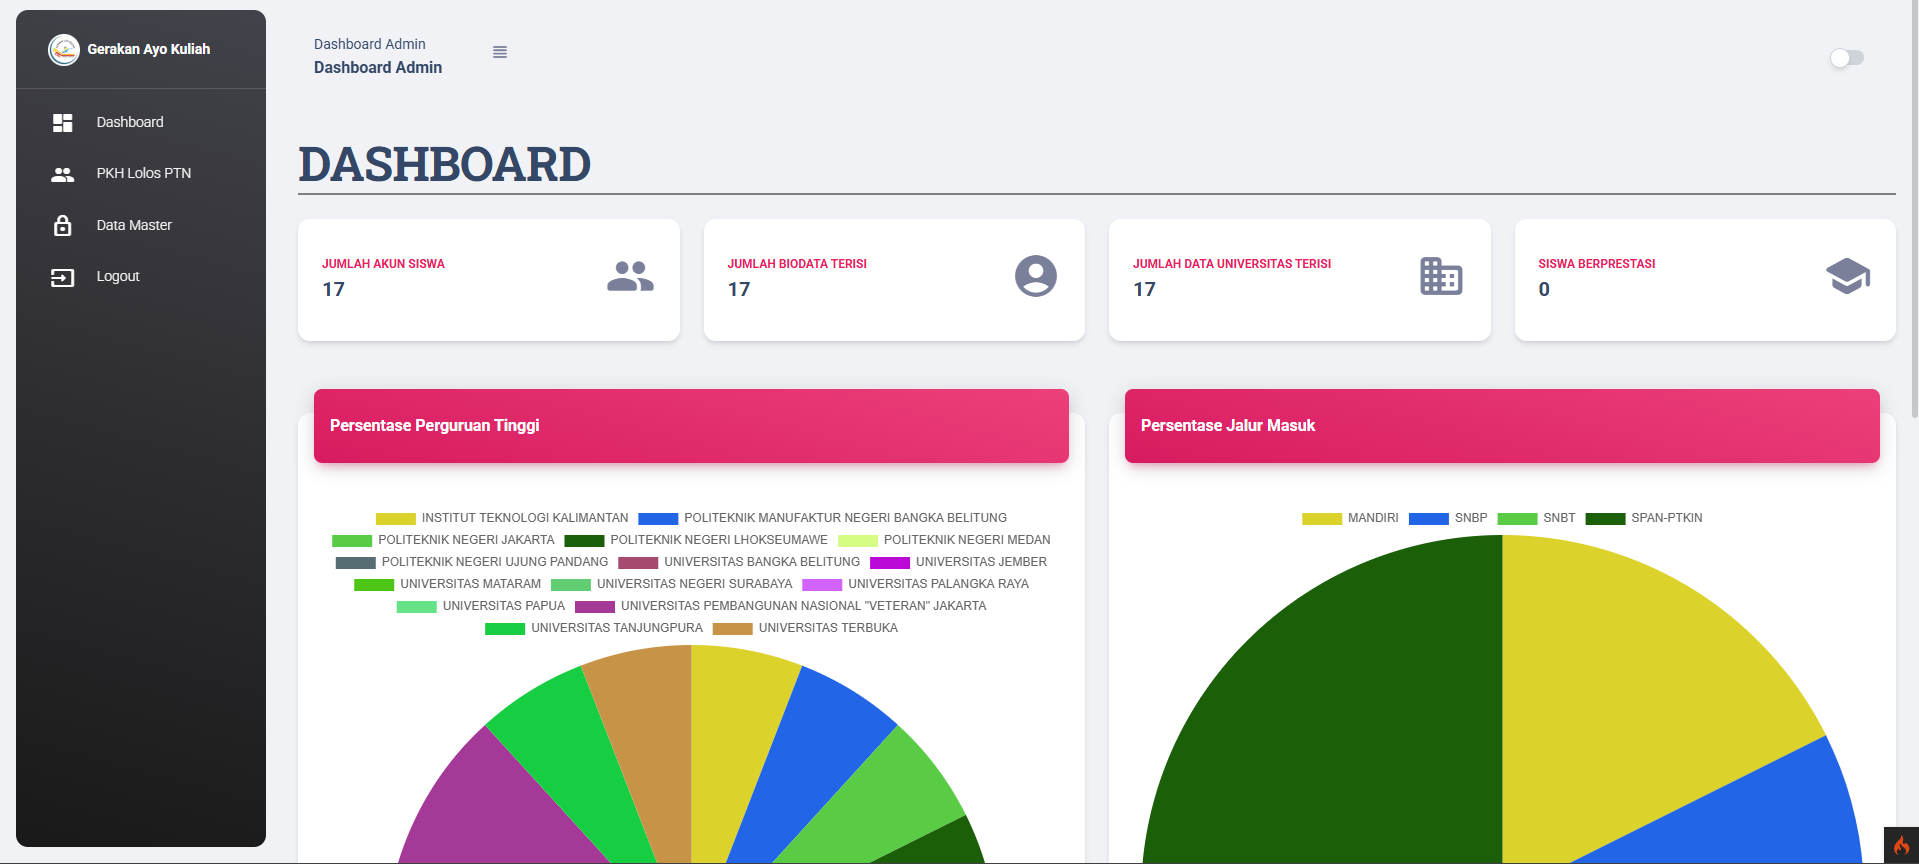 Gerakan Ayo Kuliah
Dashboard
PKH Lolos PTN
Data Master
Logout
Dashboard Admin
Dashboard Admin
DASHBOARD
JUMLAH AKUN SISWA
17
JUMLAH BIODATA TERISI
17
JUMLAH DATA UNIVERSITAS TERISI
17
SISWA BERPRESTASI
0
Persentase Perguruan Tinggi
INSTITUT TEKNOLOGI KALIMANTAN POLITEKNIK MANUFAKTUR NEGERI BANGKA BELITUNG
POLITEKNIK NEGERI JAKARTA POLITEKNIK NEGERI LHOKSEUMAWE POLITEKNIK NEGERI MEDAN
POLITEKNIK NEGERI UJUNG PANDANG UNIVERSITAS BANGKA BELITUNG UNIVERSITAS JEMBER
UNIVERSITAS MATARAM UNIVERSITAS NEGERI SURABAYA UNIVERSITAS PALANGKA RAYA
UNIVERSITAS PAPUA UNIVERSITAS PEMBANGUNAN NASIONAL "VETERAN" JAKARTA
UNIVERSITAS TANJUNGPURA UNIVERSITAS TERBUKA
Persentase Jalur Masuk
MANDIRI SNBP SNBT SPAN-PTKIN